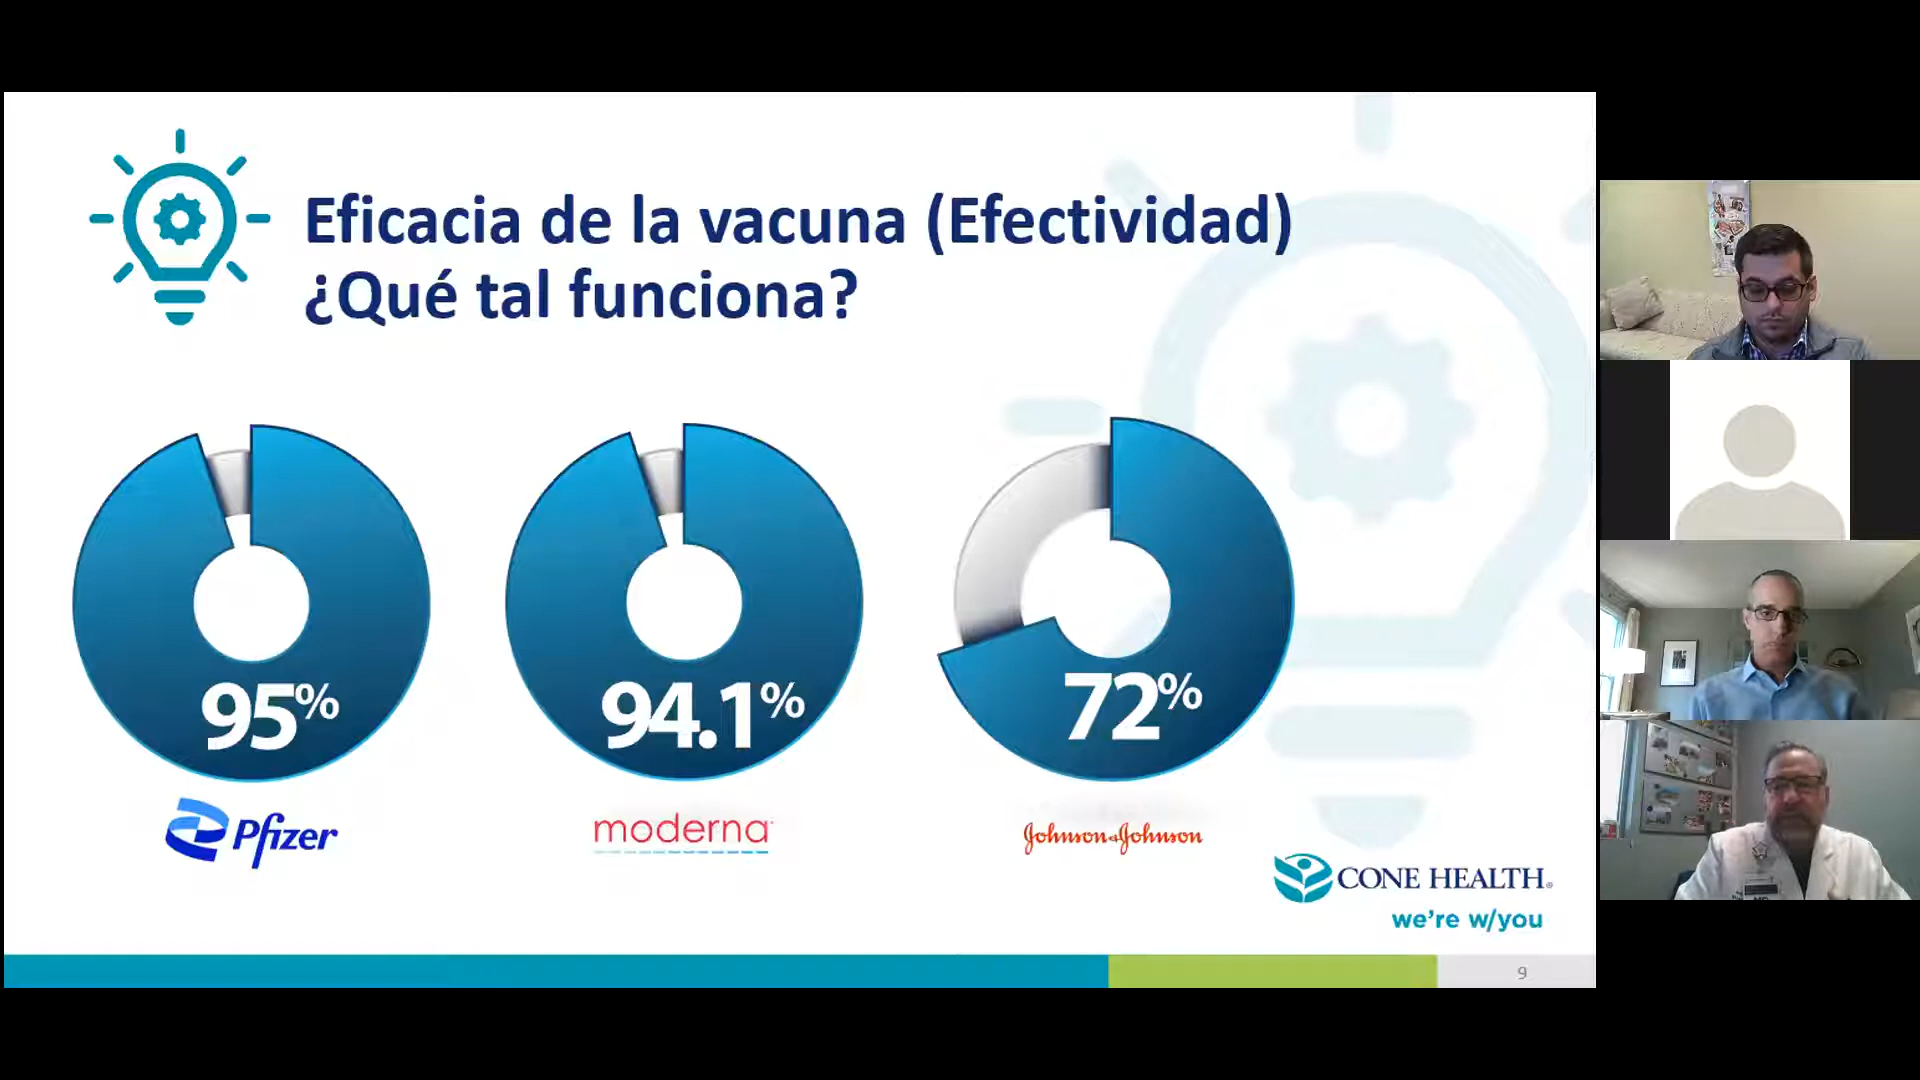 Eficacia de la vacuna (Efectividad)
¿Qué tal funciona?
95%
94.1%
72%
Pfizer
moderna
Johnson & Johnson
CONE HEALTH®
we're w/you
9